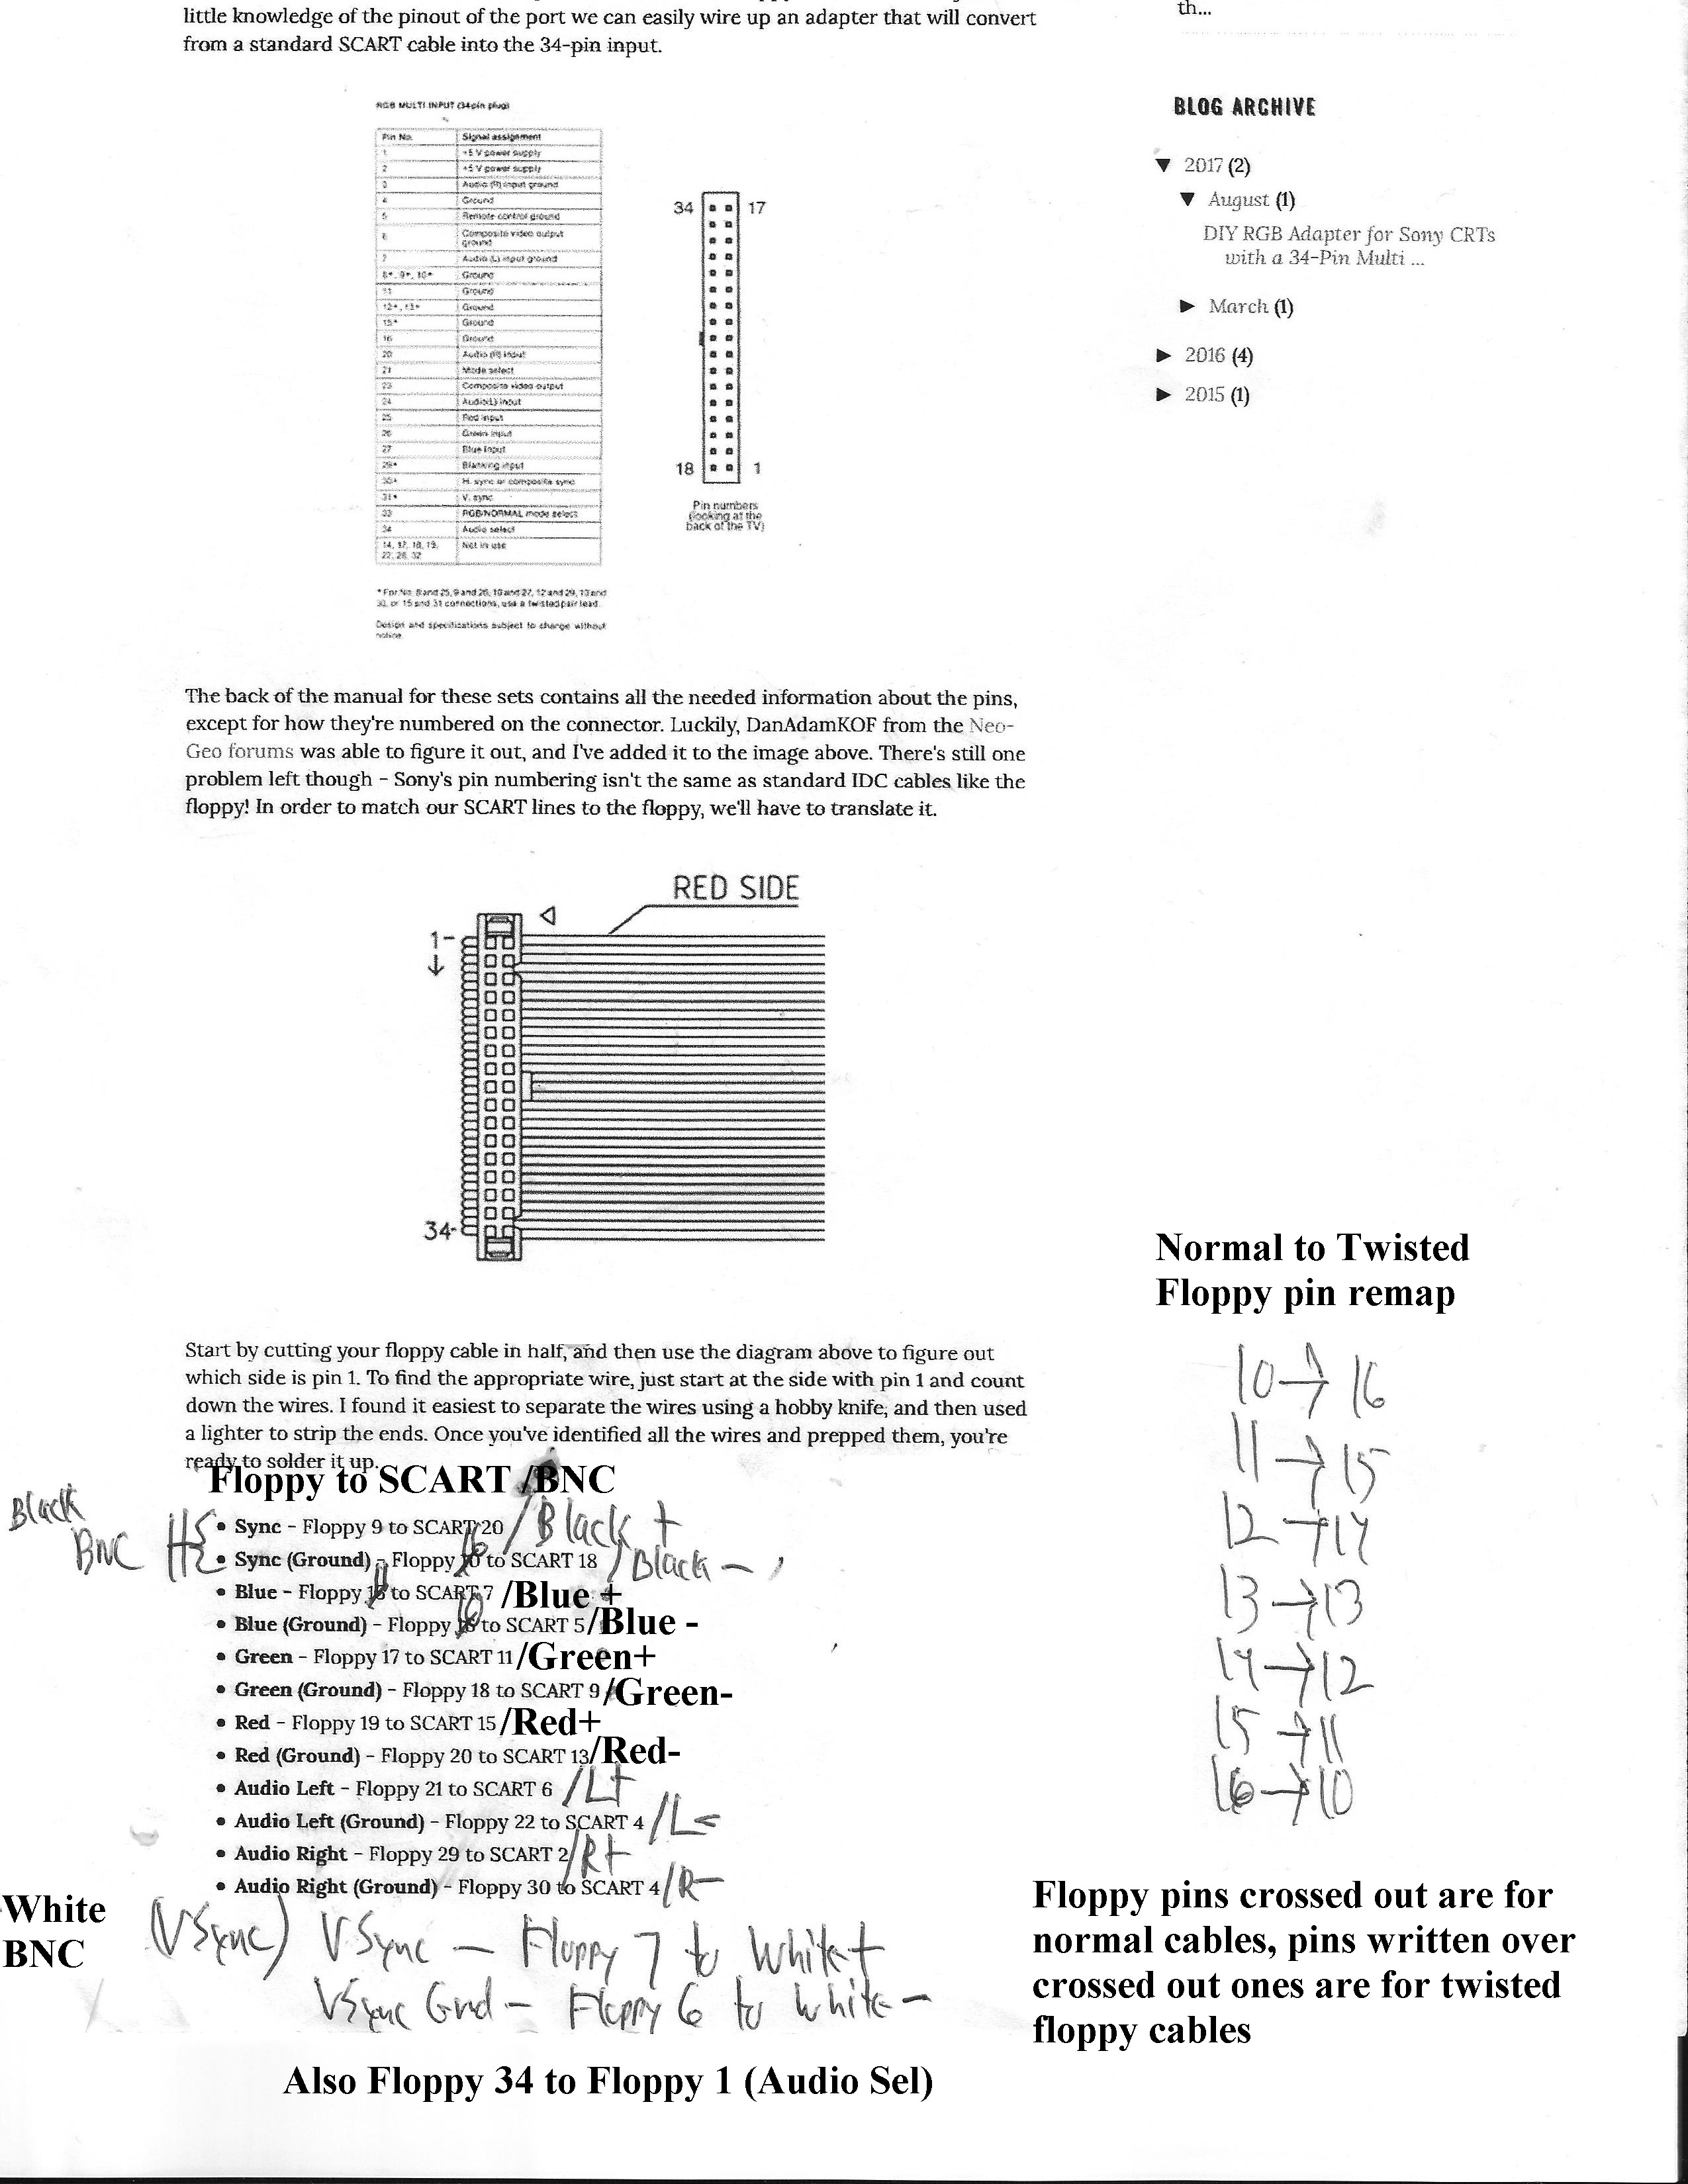 little knowledge of the pinout of the port we can easily wire up an adapter that will convert
from a standard SCART cable into the 34-pin input.
th...
BLOG ARCHIVE
▼ 2017 (2)
▼ August (1)
DIY RGB Adapter for Sony CRTs
with a 34-Pin Multi ...
► March (1)
► 2016 (4)
► 2015 (1)
RGB MULTI INPUT (34pin plug)
Pin No. Signal assignment
1 +5 V power supply
2 +5 V power supply
3 Audio (R) input ground
4 Ground
5 Remote control ground
6 Composite video output
ground
7 Audio (L) input ground
8*, 9*, 10* Ground
11 Ground
12*, 13* Ground
15* Ground
16 Ground
20 Audio (R) input
21 Mode select
23 Composite video output
24 Audio(L) input
25 Red input
26 Green input
27 Blue input
29* Blanking input
30* H. sync or composite sync
31* V. sync
33 RGB/NORMAL mode select
34 Audio select
14, 17, 18, 19, Not in use
22, 28, 32
34 17
18 1
Pin numbers
(looking at the
back of the TV)
* For No. 8 and 25, 9 and 26, 10 and 27, 12 and 29, 13 and
30, or 15 and 31 connections, use a twisted pair lead.
Design and specifications subject to change without
notice.
The back of the manual for these sets contains all the needed information about the pins,
except for how they're numbered on the connector. Luckily, DanAdamKOF from the Neo-
Geo forums was able to figure it out, and I've added it to the image above. There's still one
problem left though - Sony's pin numbering isn't the same as standard IDC cables like the
floppy! In order to match our SCART lines to the floppy, we'll have to translate it.
RED SIDE
1-
34-
Start by cutting your floppy cable in half, and then use the diagram above to figure out
which side is pin 1. To find the appropriate wire, just start at the side with pin 1 and count
down the wires. I found it easiest to separate the wires using a hobby knife, and then used
a lighter to strip the ends. Once you've identified all the wires and prepped them, you're
ready to solder it up.
Floppy to SCART /BNC
Black
BNC HS
• Sync - Floppy 9 to SCART 20 /Black +
• Sync (Ground) - Floppy 10 16 to SCART 18 /Black -
• Blue - Floppy 15 11 to SCART 7 /Blue +
• Blue (Ground) - Floppy 16 10 to SCART 5 /Blue -
• Green - Floppy 17 to SCART 11 /Green+
• Green (Ground) - Floppy 18 to SCART 9 /Green-
• Red - Floppy 19 to SCART 15 /Red+
• Red (Ground) - Floppy 20 to SCART 13 /Red-
• Audio Left - Floppy 21 to SCART 6 /L+
• Audio Left (Ground) - Floppy 22 to SCART 4 /L-
• Audio Right - Floppy 29 to SCART 2 /R+
• Audio Right (Ground) - Floppy 30 to SCART 4 /R-
White
BNC
(VSync) VSync - Floppy 7 to White+
VSync Gnd - Floppy 6 to White-
Also Floppy 34 to Floppy 1 (Audio Sel)
Normal to Twisted
Floppy pin remap
10→16
11→15
12→14
13→13
14→12
15→11
16→10
Floppy pins crossed out are for
normal cables, pins written over
crossed out ones are for twisted
floppy cables